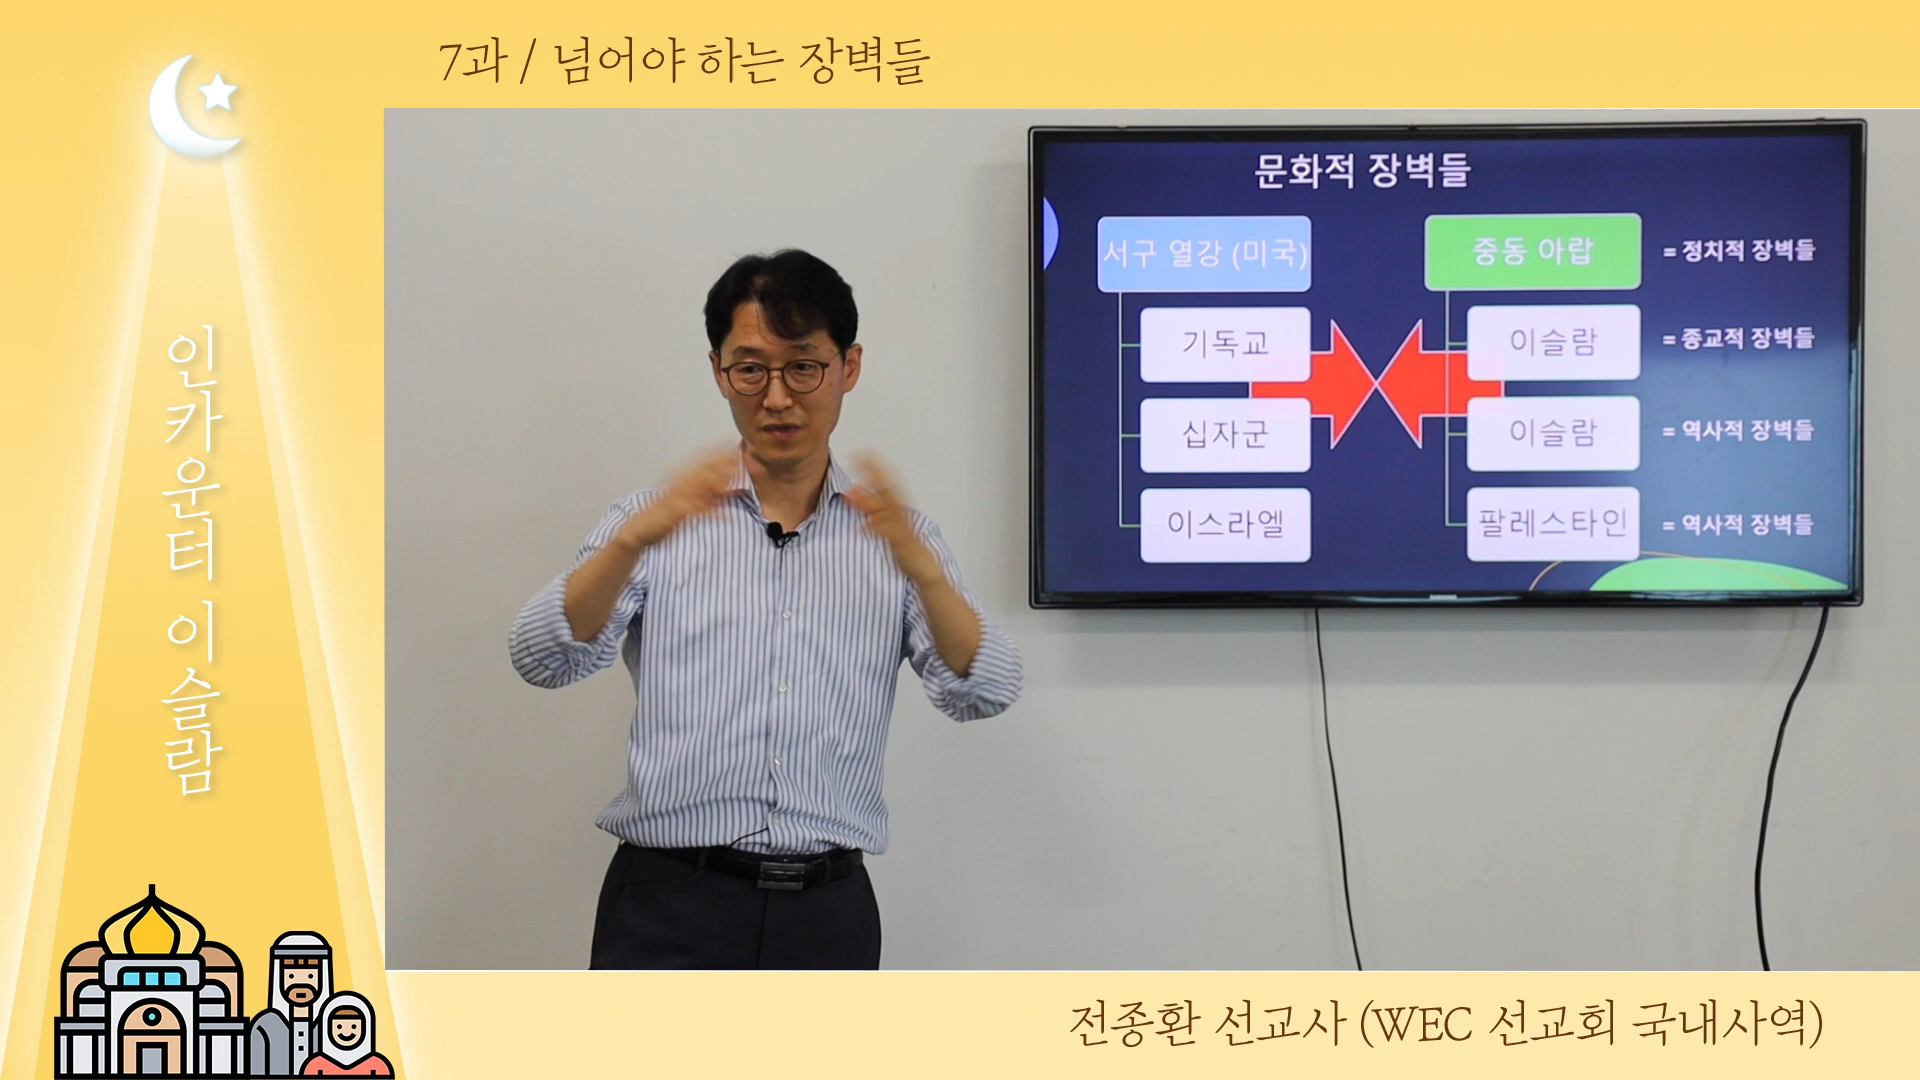 7과 / 넘어야 하는 장벽들
인카운터 이슬람
문화적 장벽들
서구 열강 (미국)
중동 아랍
= 정치적 장벽들
기독교
이슬람
= 종교적 장벽들
십자군
이슬람
= 역사적 장벽들
이스라엘
팔레스타인
= 역사적 장벽들
SAMSUNG
전종환 선교사 (WEC 선교회 국내사역)